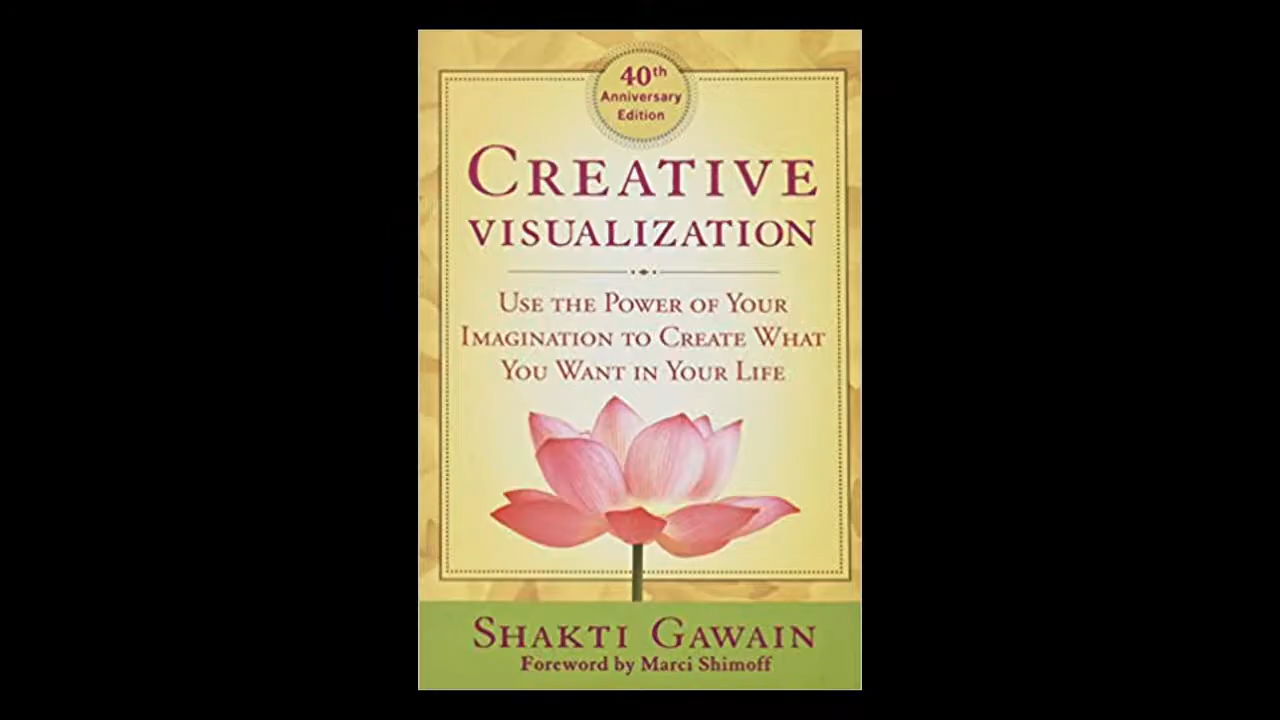 40th
Anniversary
Edition
CREATIVE
VISUALIZATION
USE THE POWER OF YOUR
IMAGINATION TO CREATE WHAT
YOU WANT IN YOUR LIFE
SHAKTI GAWAIN
Foreword by Marci Shimoff